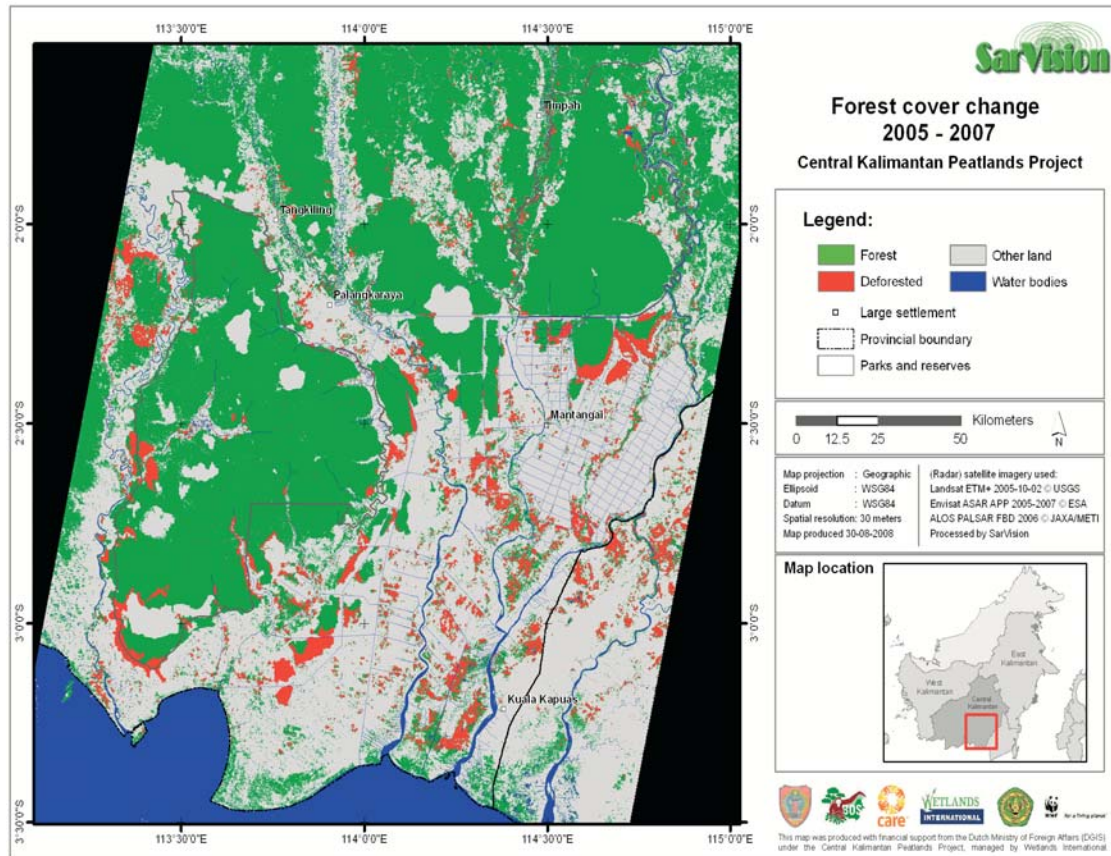 113°30'0"E
114°0'0"E
114°30'0"E
115°0'0"E
2°0'0"S
2°30'0"S
3°0'0"S
3°30'0"S
2°0'0"S
2°30'0"S
3°0'0"S
3°30'0"S
113°30'0"E
114°0'0"E
114°30'0"E
115°0'0"E
Timpah
Tangkiling
Palangkaraya
Mantangai
Kuala Kapuas
SarVision
Forest cover change
2005 - 2007
Central Kalimantan Peatlands Project
Legend:
Forest
Other land
Deforested
Water bodies
Large settlement
Provincial boundary
Parks and reserves
Kilometers
0 12.5 25 50
N
Map projection : Geographic
Ellipsoid : WSG84
Datum : WSG84
Spatial resolution: 30 meters
Map produced 30-08-2008
(Radar) satellite imagery used:
Landsat ETM+ 2005-10-02 © USGS
Envisat ASAR APP 2005-2007 © ESA
ALOS PALSAR FBD 2006 © JAXA/METI
Processed by SarVision
Map location
East
Kalimantan
West
Kalimantan
Central
Kalimantan
BOS
care
WETLANDS
INTERNATIONAL
WWF
for a living planet
This map was produced with financial support from the Dutch Ministry of Foreign Affairs (DGIS)
under the Central Kalimantan Peatlands Project, managed by Wetlands International